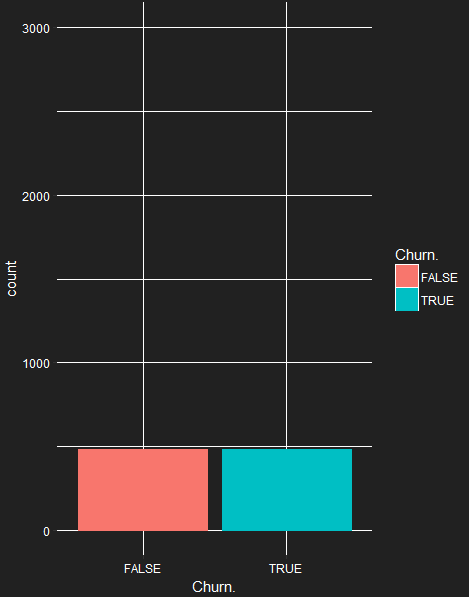 3000
2000
1000
0
count
FALSE TRUE
Churn.
Churn.
FALSE
TRUE